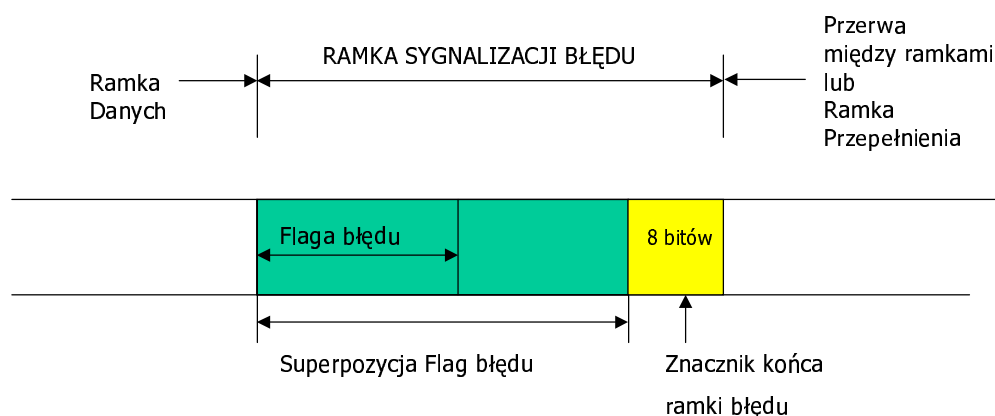 RAMKA SYGNALIZACJI BŁĘDU
Ramka
Danych
Przerwa
między ramkami
lub
Ramka
Przepełnienia
Flaga błędu
8 bitów
Superpozycja Flag błędu
Znacznik końca
ramki błędu